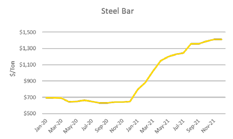 Steel Bar
$/ton
$1,500
$1,300
$1,100
$900
$700
$500
Jan-20
Mar-20
May-20
Jul-20
Sep-20
Nov-20
Jan-21
Mar-21
May-21
Jul-21
Sep-21
Nov-21